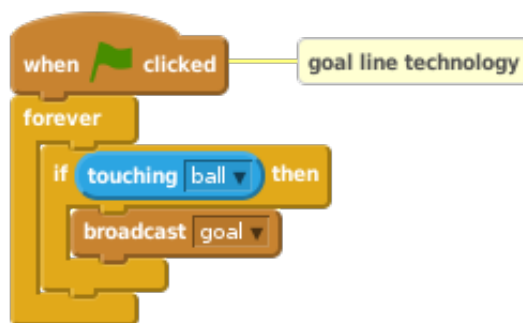 when clicked
goal line technology
forever
if touching ball then
broadcast goal